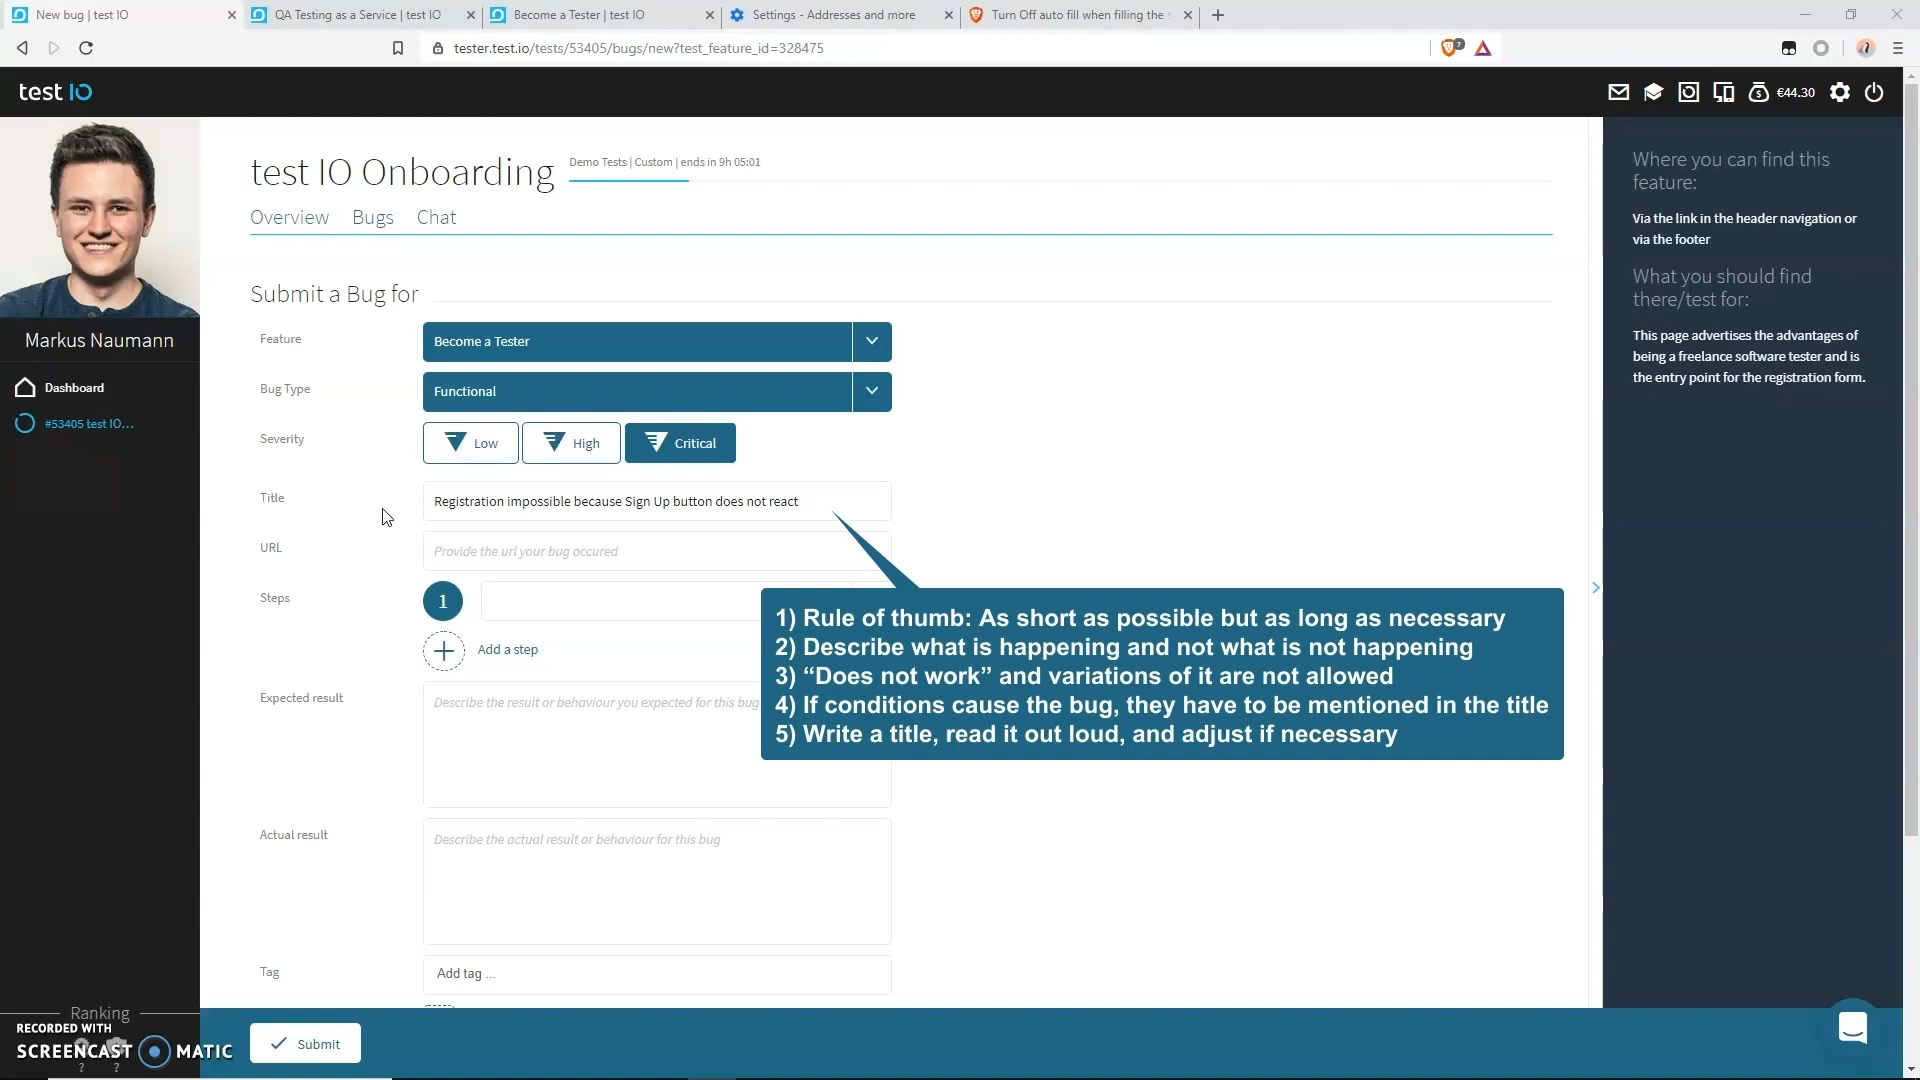 New bug | test IO
QA Testing as a Service | test IO
Become a Tester | test IO
Settings - Addresses and more
Turn Off auto fill when filling the s
tester.test.io/tests/53405/bugs/new?test_feature_id=328475
7
test IO
€44.30
test IO Onboarding
Demo Tests | Custom | ends in 9h 05:01
Overview
Bugs
Chat
Markus Naumann
Dashboard
#53405 test IO...
Submit a Bug for
Feature
Become a Tester
Bug Type
Functional
Severity
Low
High
Critical
Title
Registration impossible because Sign Up button does not react
URL
Provide the url your bug occured
Steps
1
Add a step
Expected result
Describe the result or behaviour you expected for this bug
Actual result
Describe the actual result or behaviour for this bug
Tag
Add tag ...
Submit
1) Rule of thumb: As short as possible but as long as necessary
2) Describe what is happening and not what is not happening
3) “Does not work” and variations of it are not allowed
4) If conditions cause the bug, they have to be mentioned in the title
5) Write a title, read it out loud, and adjust if necessary
Where you can find this
feature:
Via the link in the header navigation or
via the footer
What you should find
there/test for:
This page advertises the advantages of
being a freelance software tester and is
the entry point for the registration form.
Ranking
RECORDED WITH
SCREENCAST MATIC
?
?